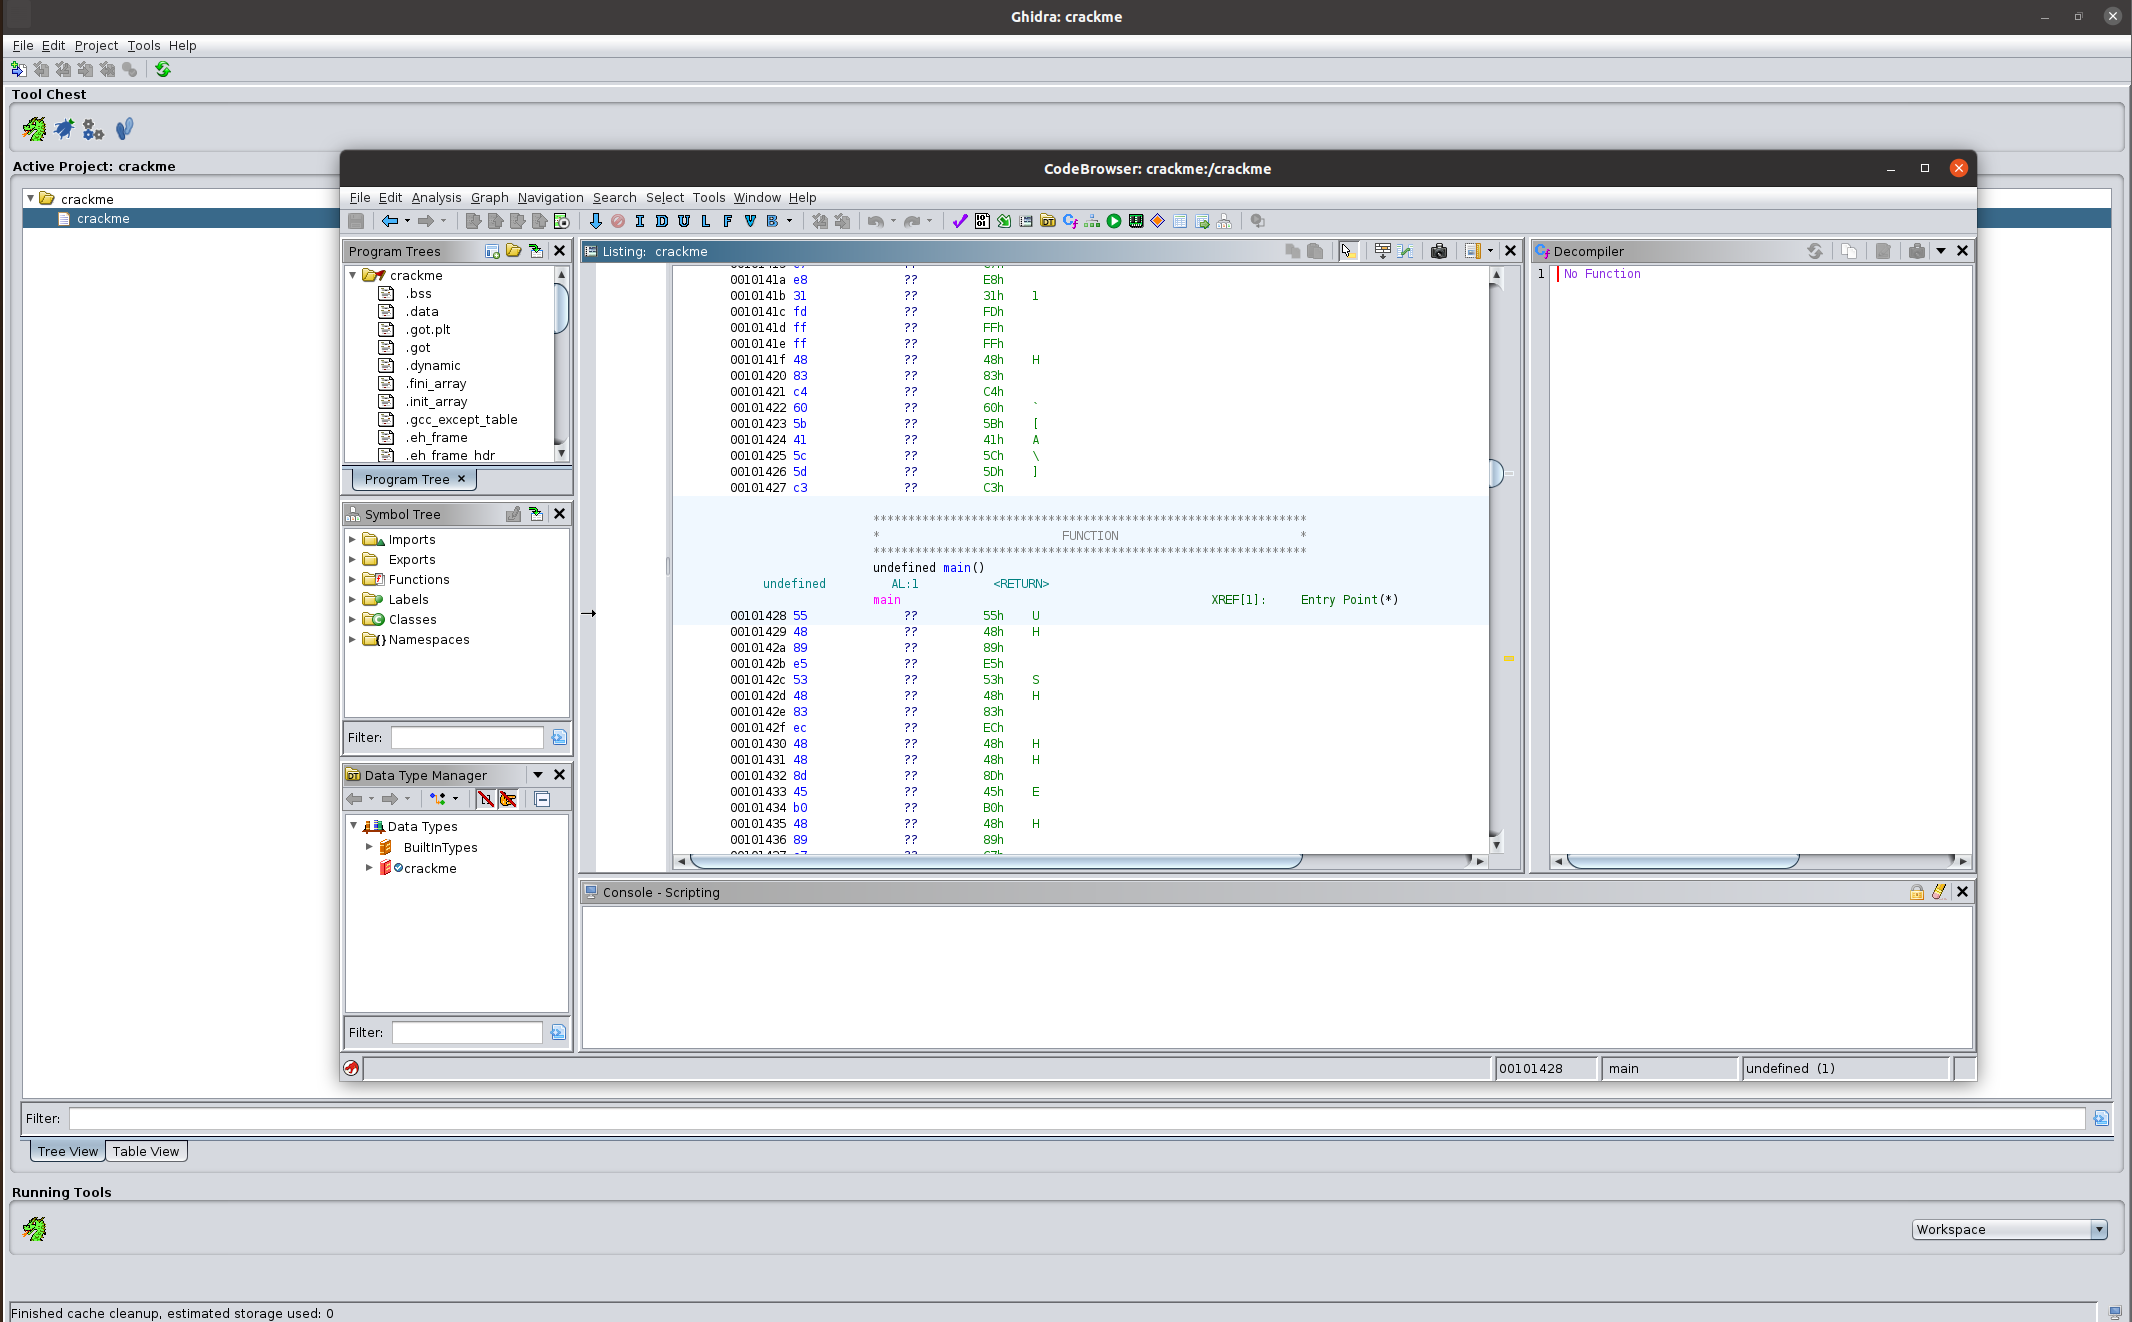 Ghidra: crackme
File Edit Project Tools Help
Tool Chest
Active Project: crackme
crackme
crackme
CodeBrowser: crackme:/crackme
File Edit Analysis Graph Navigation Search Select Tools Window Help
I D U L F V B
Program Trees
crackme
.bss
.data
.got.plt
.got
.dynamic
.fini_array
.init_array
.gcc_except_table
.eh_frame
.eh_frame_hdr
Program Tree
Symbol Tree
Imports
Exports
Functions
Labels
Classes
Namespaces
Filter:
Data Type Manager
Data Types
BuiltInTypes
crackme
Filter:
Listing: crackme
0010141a e8 ?? E8h
0010141b 31 ?? 31h 1
0010141c fd ?? FDh
0010141d ff ?? FFh
0010141e ff ?? FFh
0010141f 48 ?? 48h H
00101420 83 ?? 83h
00101421 c4 ?? C4h
00101422 60 ?? 60h `
00101423 5b ?? 5Bh [
00101424 41 ?? 41h A
00101425 5c ?? 5Ch \
00101426 5d ?? 5Dh ]
00101427 c3 ?? C3h
**************************************************************
* FUNCTION *
**************************************************************
undefined main()
undefined AL:1 <RETURN>
main XREF[1]: Entry Point(*)
00101428 55 ?? 55h U
00101429 48 ?? 48h H
0010142a 89 ?? 89h
0010142b e5 ?? E5h
0010142c 53 ?? 53h S
0010142d 48 ?? 48h H
0010142e 83 ?? 83h
0010142f ec ?? ECh
00101430 48 ?? 48h H
00101431 48 ?? 48h H
00101432 8d ?? 8Dh
00101433 45 ?? 45h E
00101434 b0 ?? B0h
00101435 48 ?? 48h H
00101436 89 ?? 89h
Decompiler
1 No Function
Console - Scripting
00101428 main undefined (1)
Filter:
Tree View Table View
Running Tools
Workspace
Finished cache cleanup, estimated storage used: 0